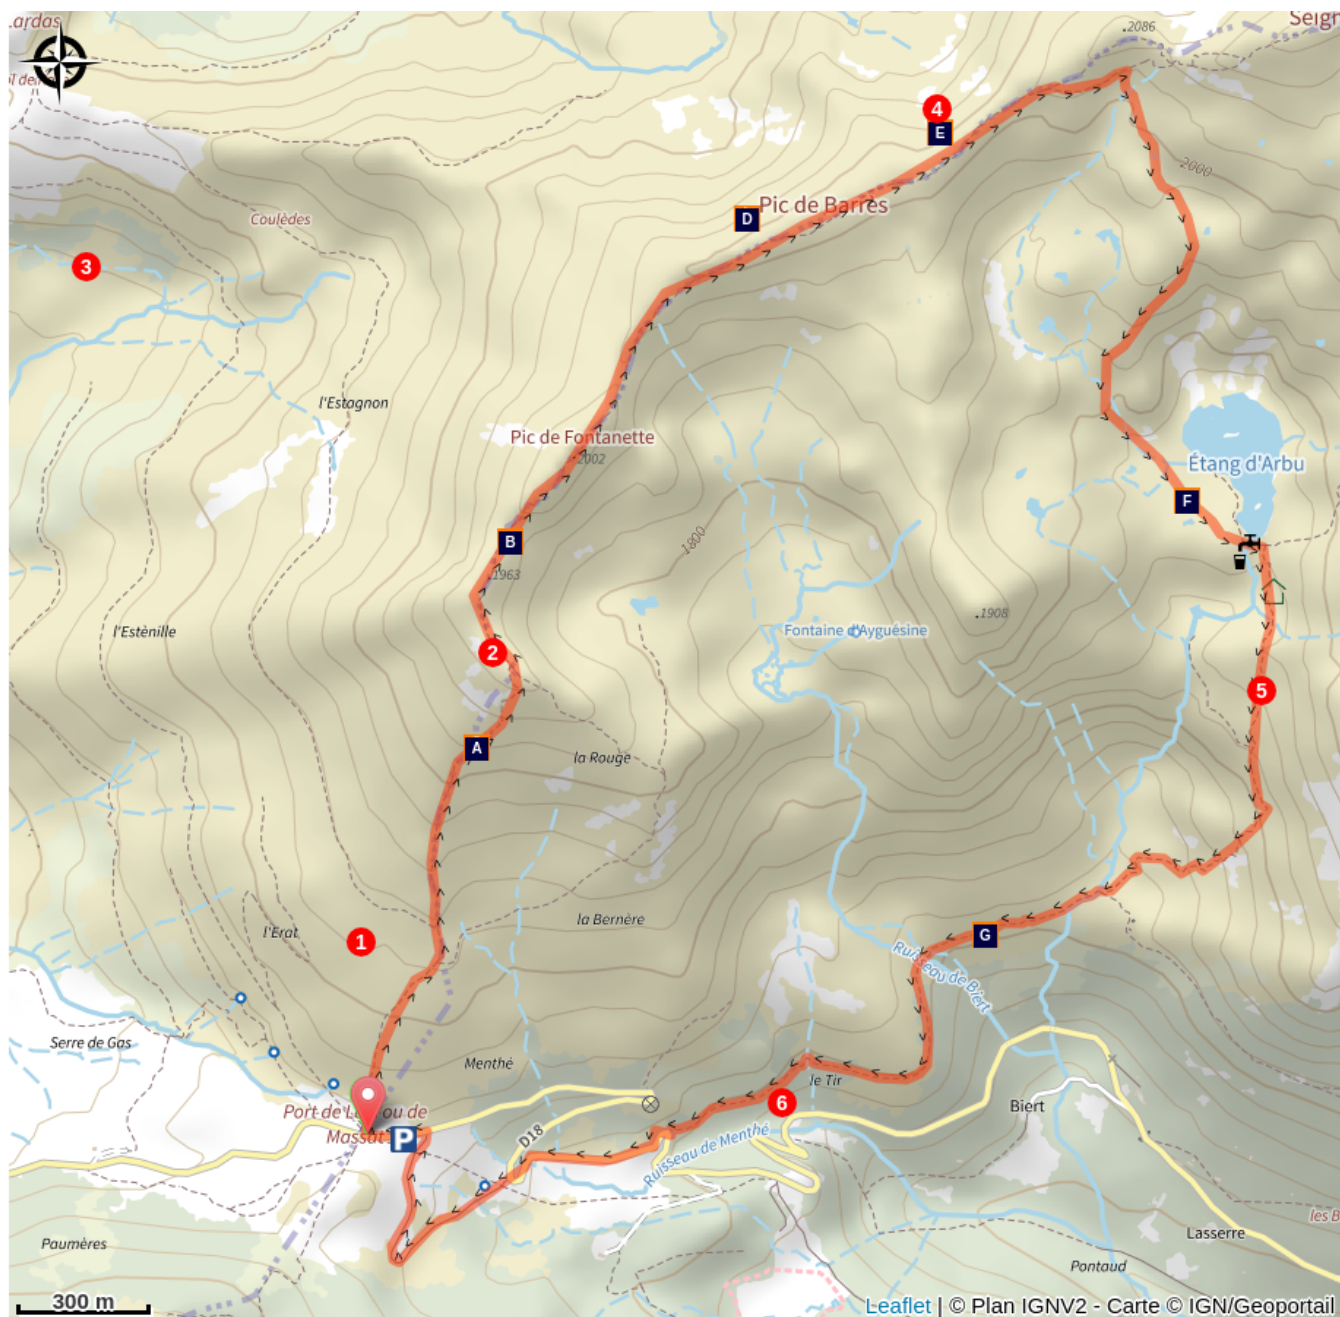 ardas
2086
Seign
4
E
2000
Pic de Barres
D
Coulèdes
3
l'Estagnon
Pic de Fontanette
2002
Étang d'Arbu
F
B
1800
1963
1908
l'Estènille
Fontaine d'Ayguésine
2
5
A
la Rouge
la Bernère
l'Erat
1
G
Ruisseau de Biert
Serre de Gas
Menthé
le Tir
6
Biert
Port de L
ou de
Massat
P
D18
Ruisseau de Menthé
les B
Lasserre
Paumères
Pontaud
300 m
Leaflet | © Plan IGNV2 - Carte © IGN/Geoportail